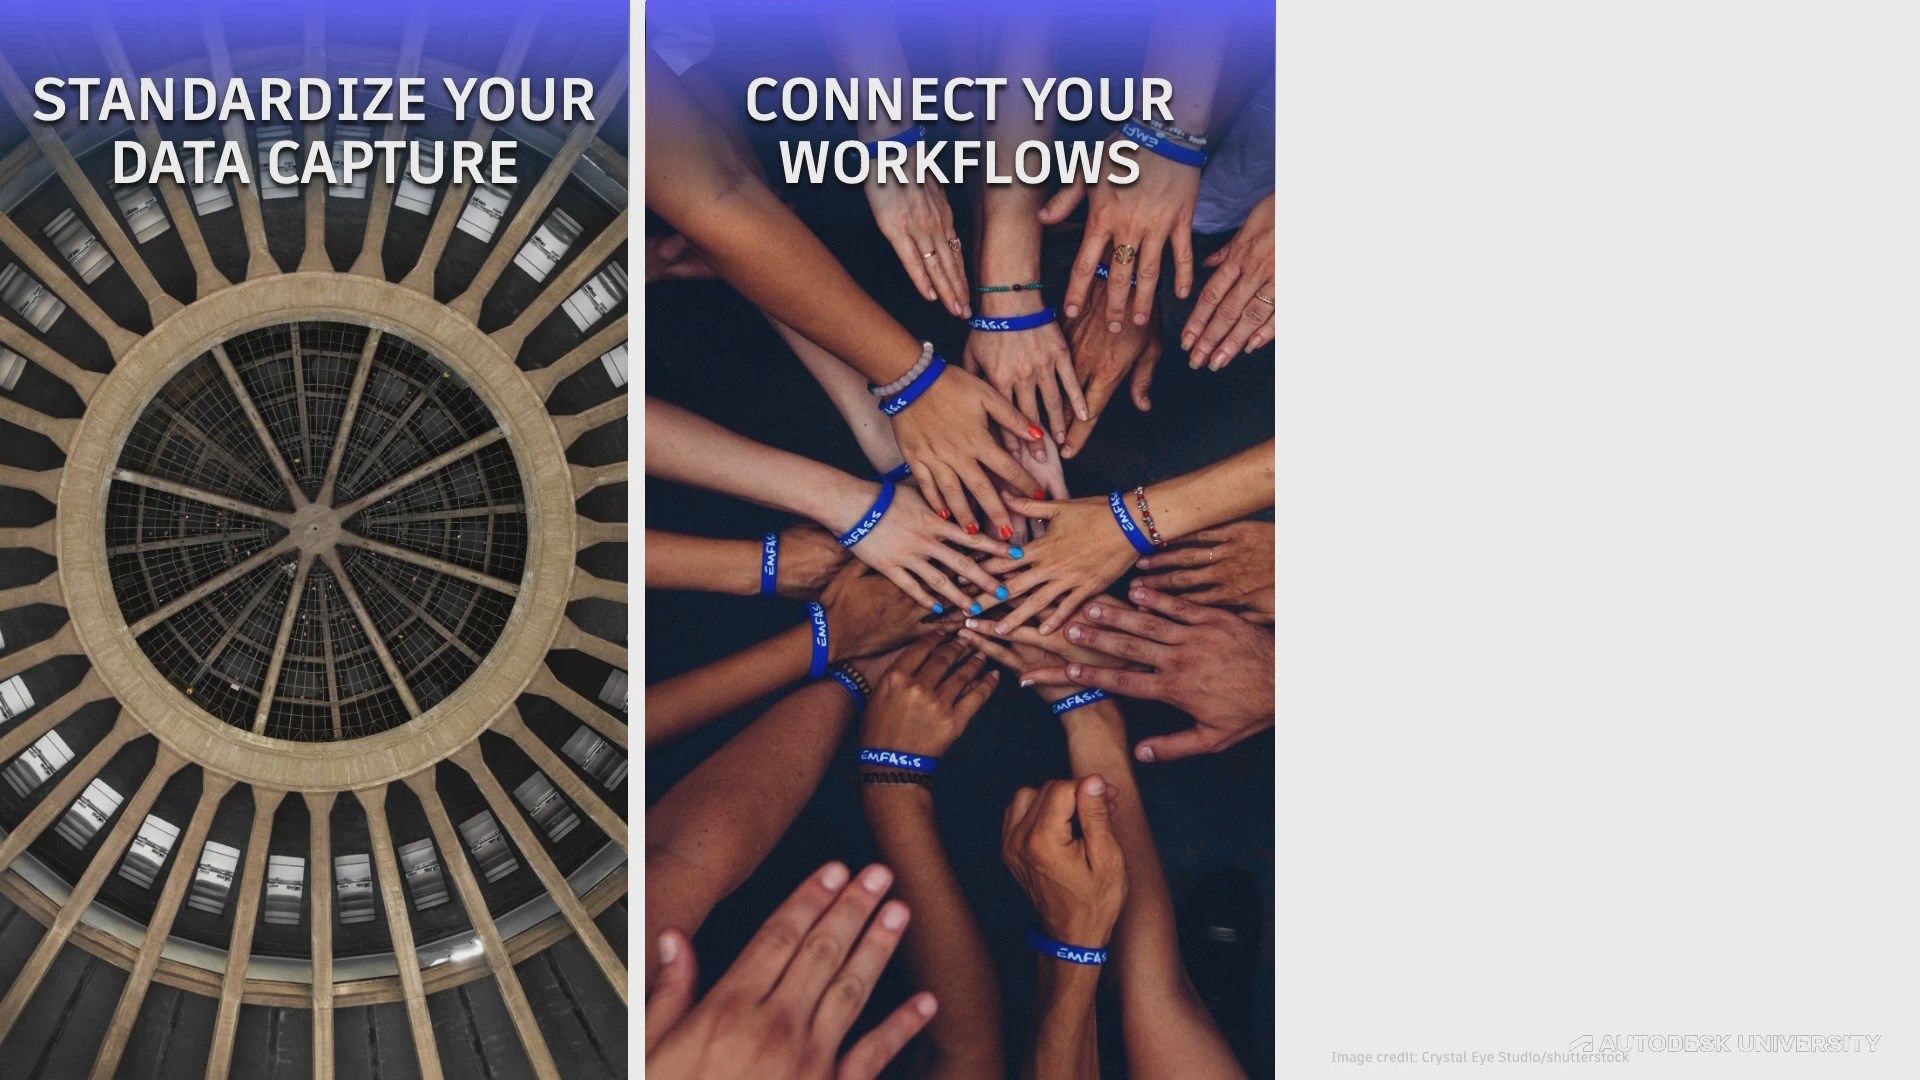 STANDARDIZE YOUR
DATA CAPTURE
CONNECT YOUR
WORKFLOWS
EMFASIS
EMFASIS
EMFASIS
EMFASIS
EMFASIS
EMFASIS
Image credit: Crystal Eye Studio/shutterstock
AUTODESK UNIVERSITY